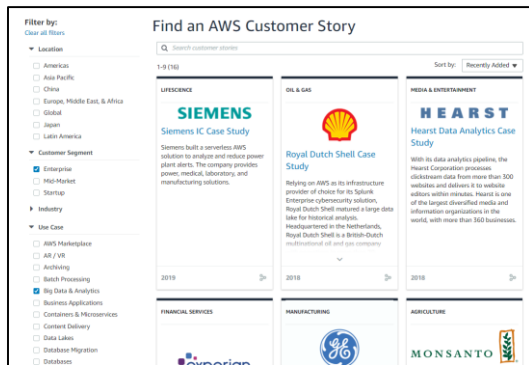 Filter by:
Clear all filters
Location
Americas
Asia Pacific
China
Europe, Middle East, & Africa
Global
Japan
Latin America
Customer Segment
Enterprise
Mid-Market
Startup
Industry
Use Case
AWS Marketplace
AR / VR
Archiving
Batch Processing
Big Data & Analytics
Business Applications
Containers & Microservices
Content Delivery
Data Lakes
Database Migration
Databases
Find an AWS Customer Story
Search customer stories
1-9 (16)
Sort by: Recently Added
LIFESCIENCE
SIEMENS
Siemens IC Case Study
Siemens built a serverless AWS
solution to analyze and reduce power
plant alerts. The company provides
power, medical, laboratory, and
manufacturing solutions.
2019
OIL & GAS
Royal Dutch Shell Case
Study
Relying on AWS as its infrastructure
provider of choice for its Splunk
Enterprise cybersecurity solution,
Royal Dutch Shell matured a large data
lake for historical analysis.
Headquartered in the Netherlands,
Royal Dutch Shell is a British-Dutch
multinational oil and gas company
2018
MEDIA & ENTERTAINMENT
HEARST
Hearst Data Analytics Case
Study
With its data analytics pipeline, the
Hearst Corporation processes
clickstream data from more than 300
websites and delivers it to website
editors within minutes. Hearst is one
of the largest diversified media and
information organizations in the
world, with more than 360 businesses.
2018
FINANCIAL SERVICES
experian
MANUFACTURING
GE
AGRICULTURE
MONSANTO